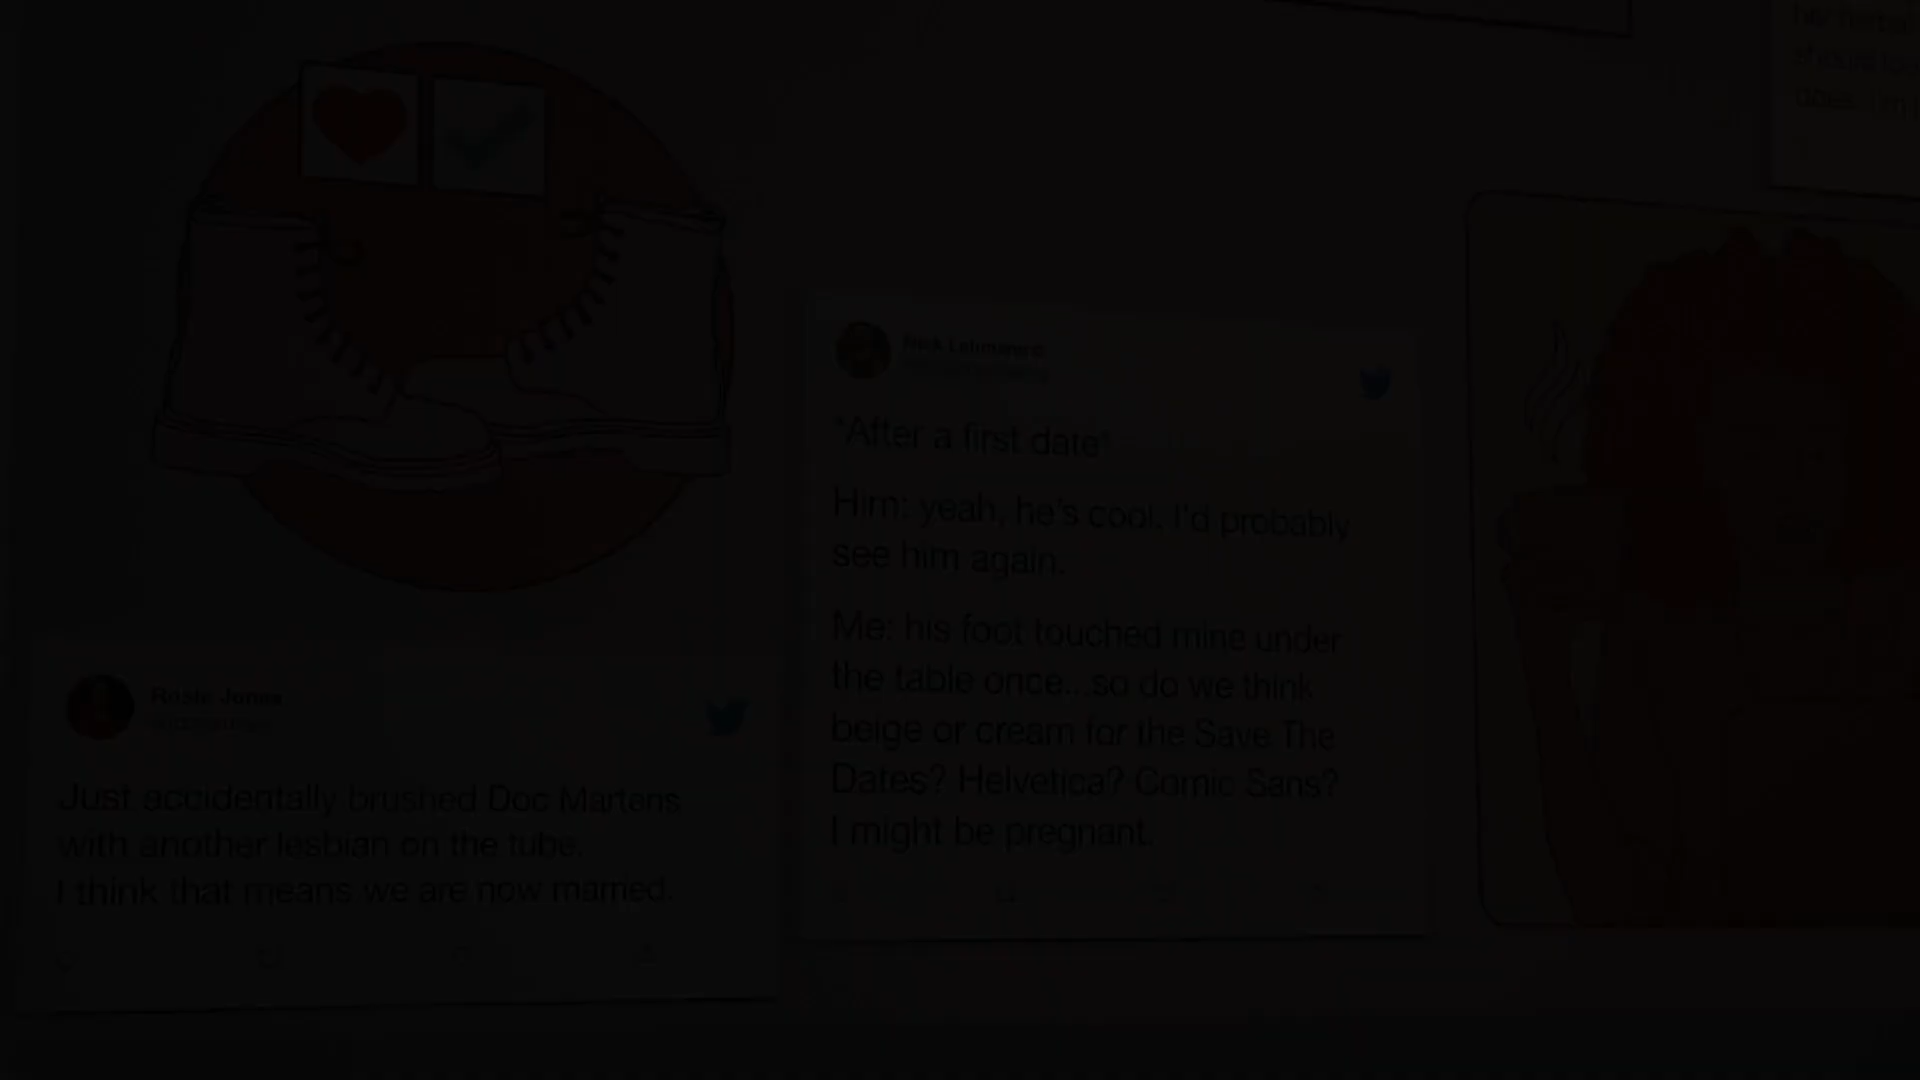 *After a first date*
Him: yeah, he's cool. I'd probably
see him again.
Me: his foot touched mine under
the table once...so do we think
beige or cream for the Save The
Dates? Helvetica? Comic Sans?
I might be pregnant.
Just accidentally brushed Doc Martens
with another lesbian on the tube.
I think that means we are now married.